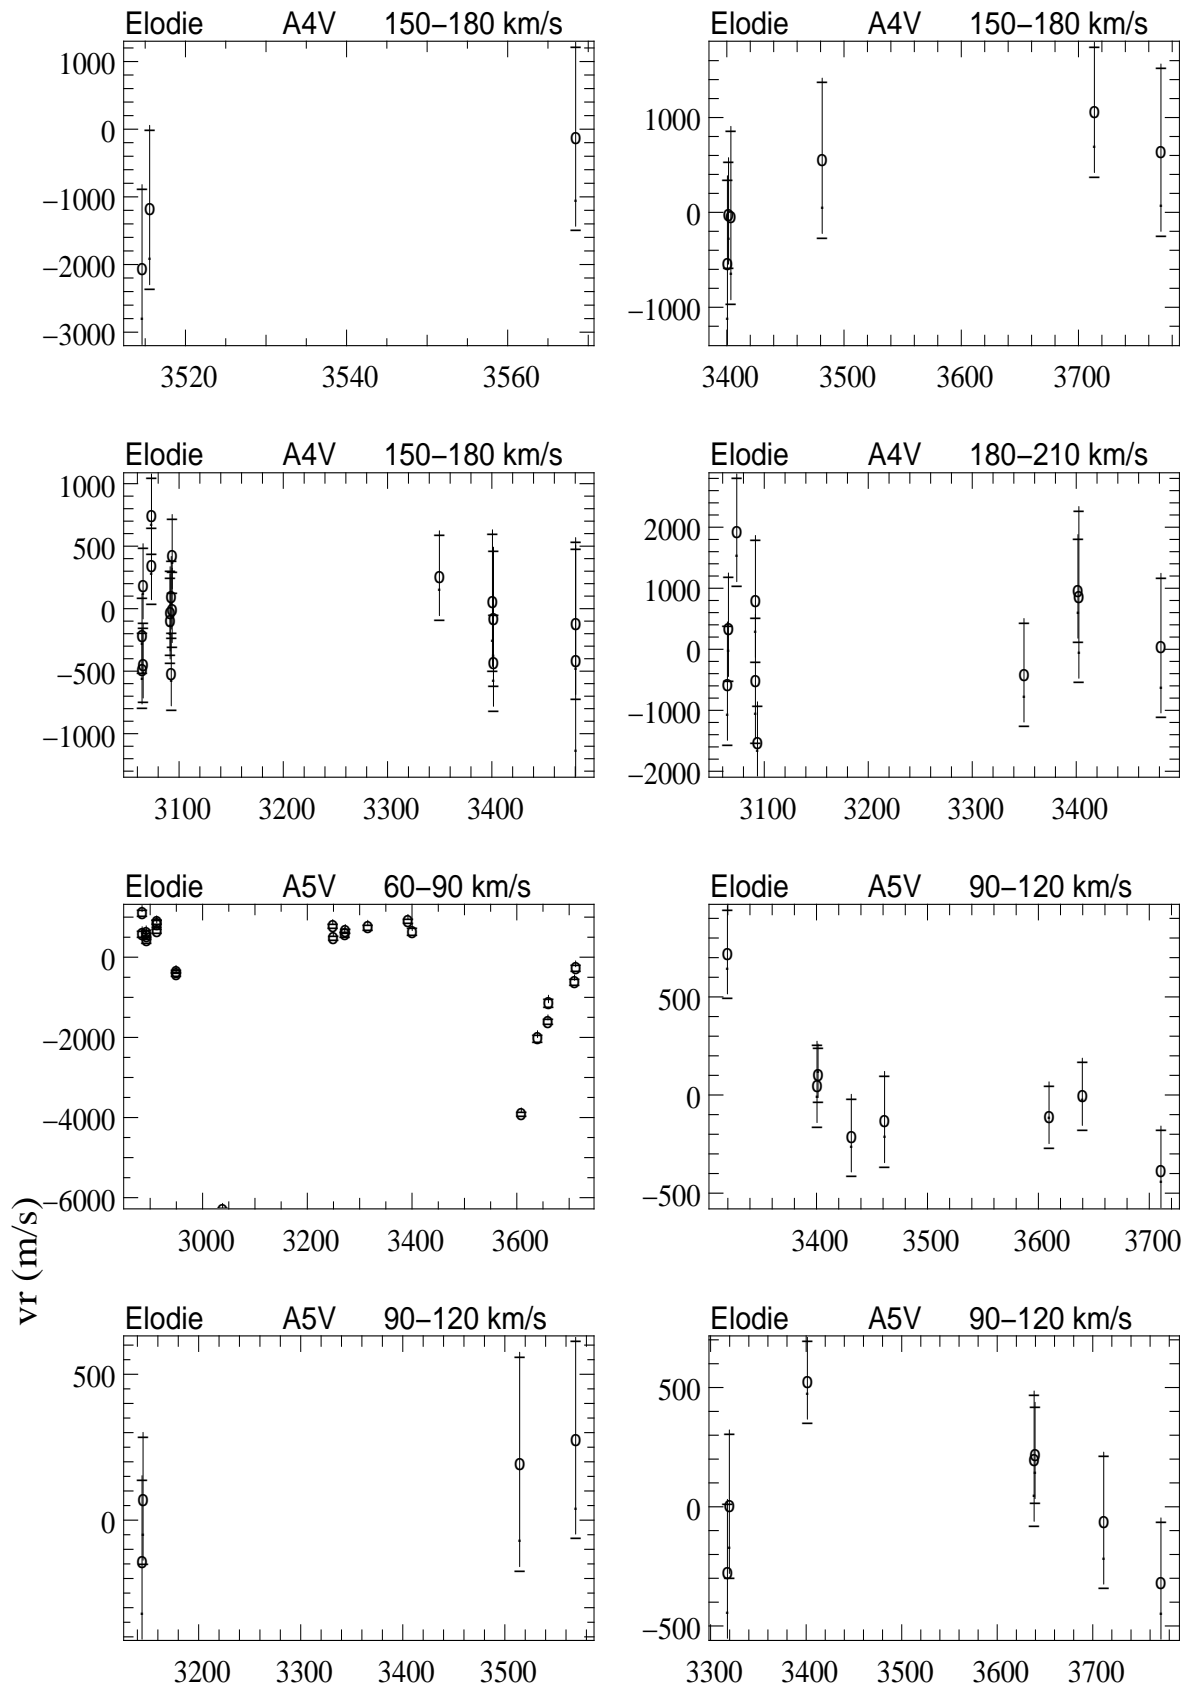 Elodie A4V 150−180 km/s
1000
0
−1000
−2000
−3000
3520 3540 3560
Elodie A4V 150−180 km/s
1000
0
−1000
3400 3500 3600 3700
Elodie A4V 150−180 km/s
1000
500
0
−500
−1000
3100 3200 3300 3400
Elodie A4V 180−210 km/s
2000
1000
0
−1000
−2000
3100 3200 3300 3400
Elodie A5V 60−90 km/s
0
−2000
−4000
−6000
3000 3200 3400 3600
Elodie A5V 90−120 km/s
500
0
−500
3400 3500 3600 3700
vr (m/s)
Elodie A5V 90−120 km/s
500
0
3200 3300 3400 3500
Elodie A5V 90−120 km/s
500
0
−500
3300 3400 3500 3600 3700